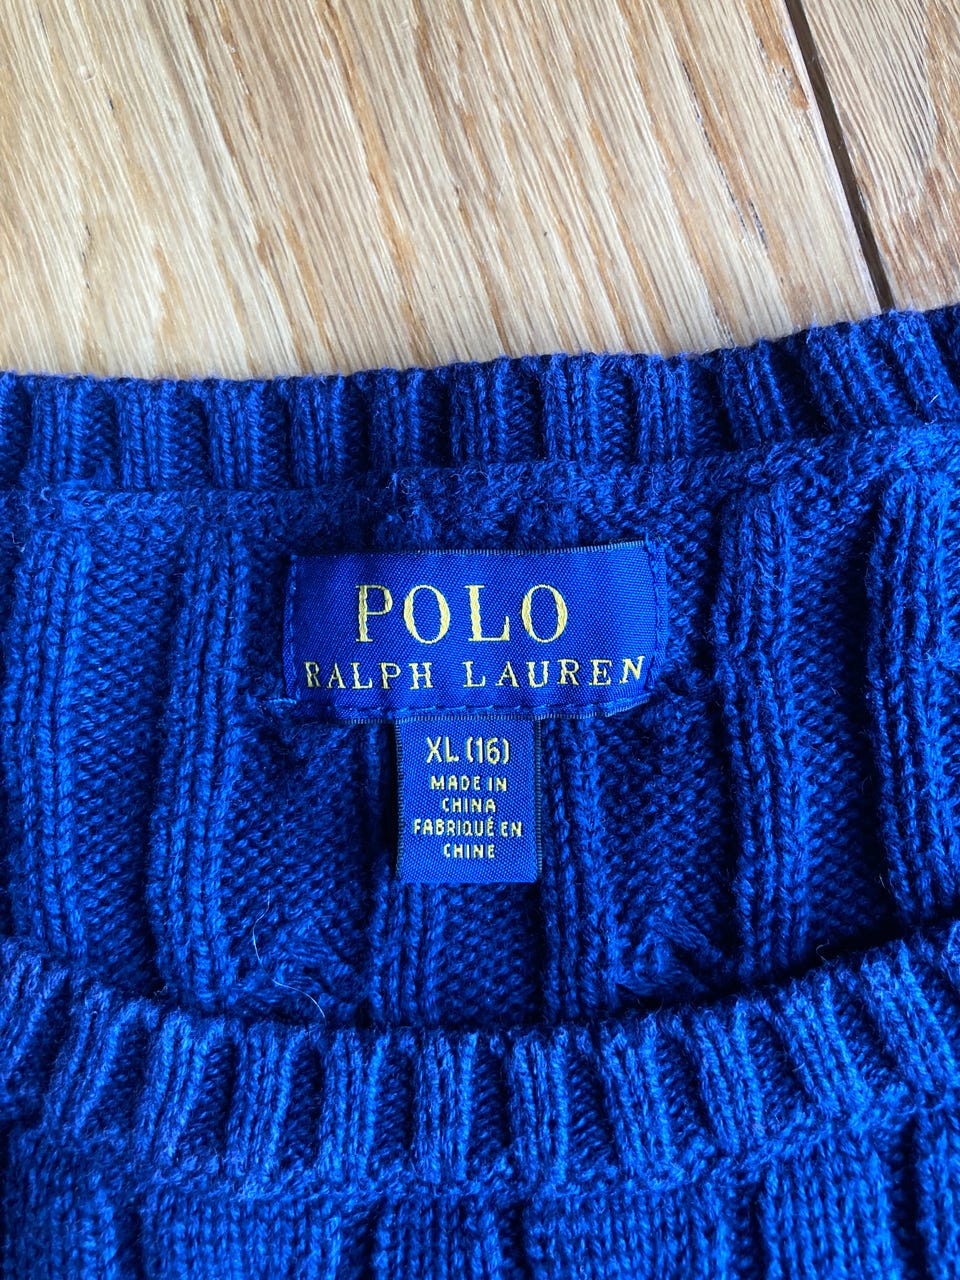 POLO
RALPH LAUREN
XL (16)
MADE IN
CHINA
FABRIQUÉ EN
CHINE